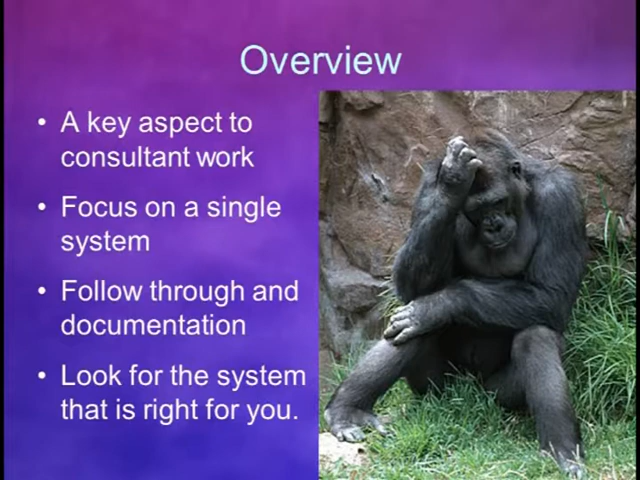 Overview
• A key aspect to
consultant work
• Focus on a single
system
• Follow through and
documentation
• Look for the system
that is right for you.